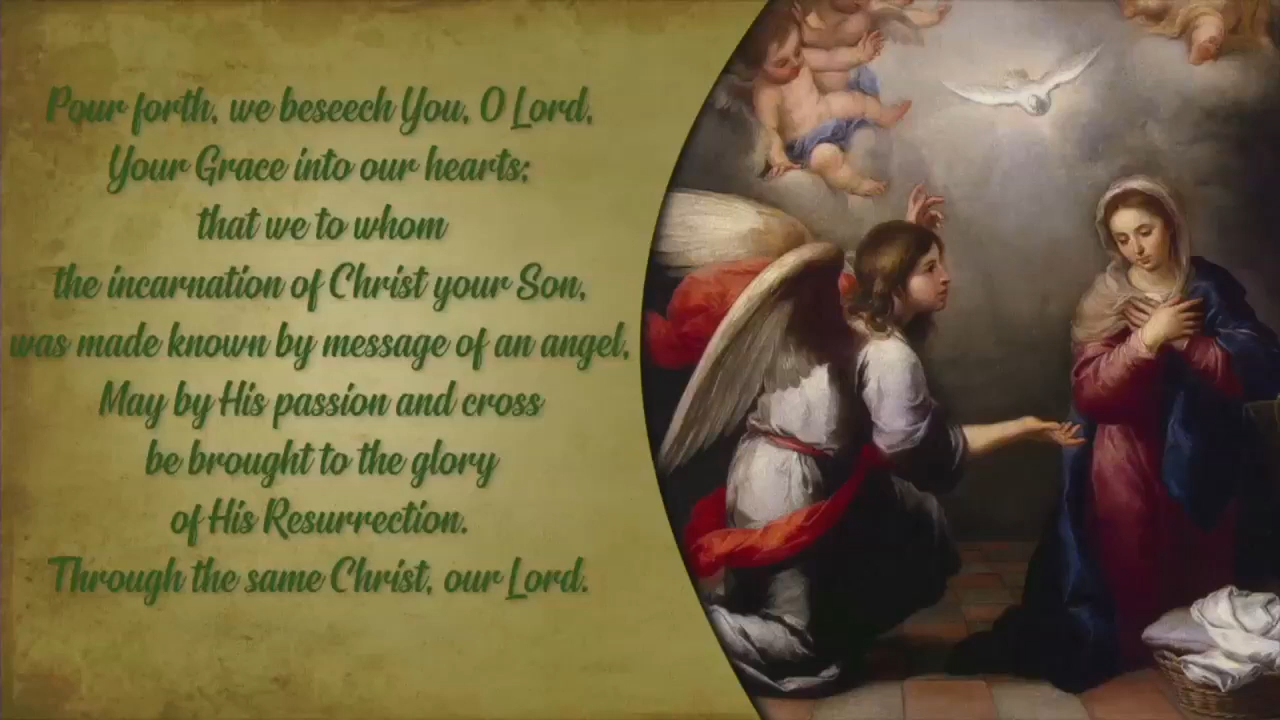 Pour forth, we beseech You, O Lord,
Your Grace into our hearts;
that we to whom
the incarnation of Christ your Son,
was made known by message of an angel,
May by His passion and cross
be brought to the glory
of His Resurrection.
Through the same Christ, our Lord.